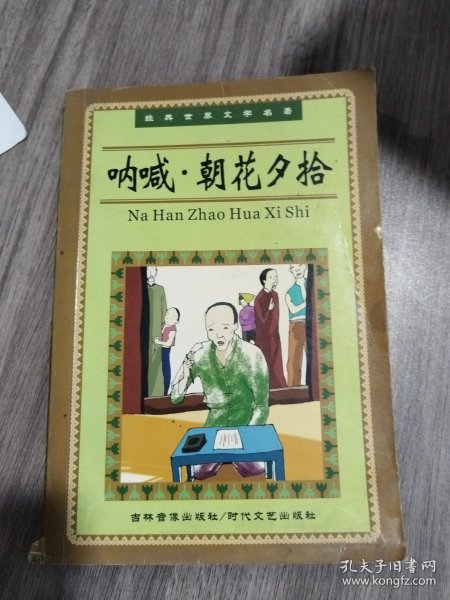 经典世界文学名著
呐喊·朝花夕拾
Na Han Zhao Hua Xi Shi
吉林音像出版社/时代文艺出版社
孔夫子旧书网
www.kongfz.com